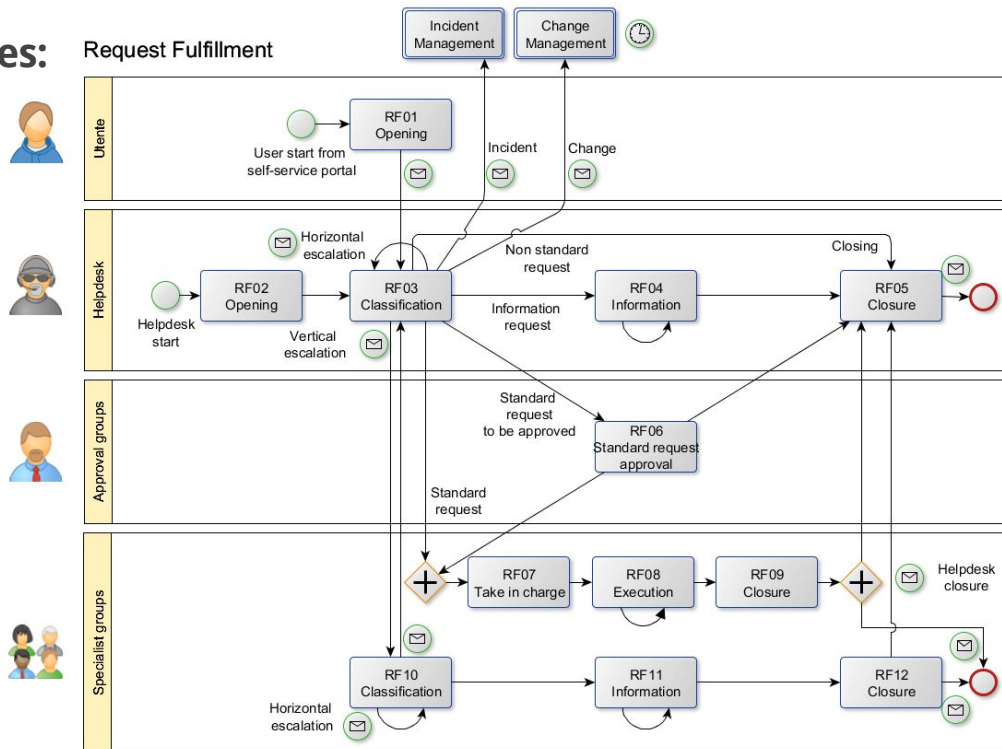 es:
Request Fulfillment
Incident
Management
Change
Management
Utente
RF01
Opening
User start from
self-service portal
Incident
Change
Helpdesk
Horizontal
escalation
Non standard
request
Closing
RF02
Opening
RF03
Classification
RF04
Information
RF05
Closure
Helpdesk
start
Vertical
escalation
Information
request
Approval groups
Standard
request
to be approved
RF06
Standard request
approval
Standard
request
Specialist groups
RF07
Take in charge
RF08
Execution
RF09
Closure
Helpdesk
closure
RF10
Classification
RF11
Information
RF12
Closure
Horizontal
escalation